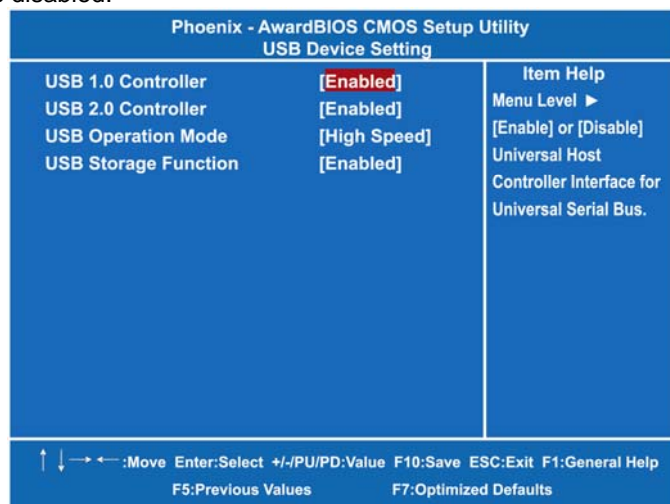 disabled.
Phoenix - AwardBIOS CMOS Setup Utility
USB Device Setting
USB 1.0 Controller [Enabled]
USB 2.0 Controller [Enabled]
USB Operation Mode [High Speed]
USB Storage Function [Enabled]
Item Help
Menu Level ►
[Enable] or [Disable]
Universal Host
Controller Interface for
Universal Serial Bus.
↑ ↓ → ← :Move Enter:Select +/-/PU/PD:Value F10:Save ESC:Exit F1:General Help
F5:Previous Values F7:Optimized Defaults